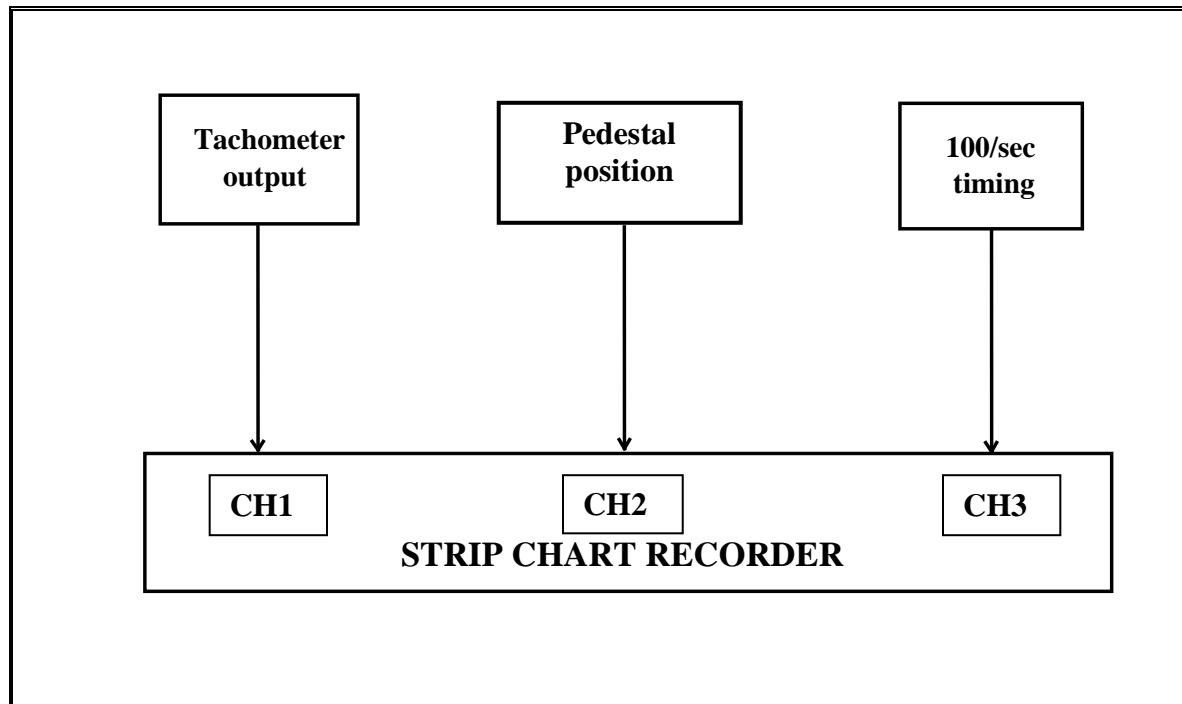 Tachometer
output
Pedestal
position
100/sec
timing
CH1
CH2
CH3
STRIP CHART RECORDER